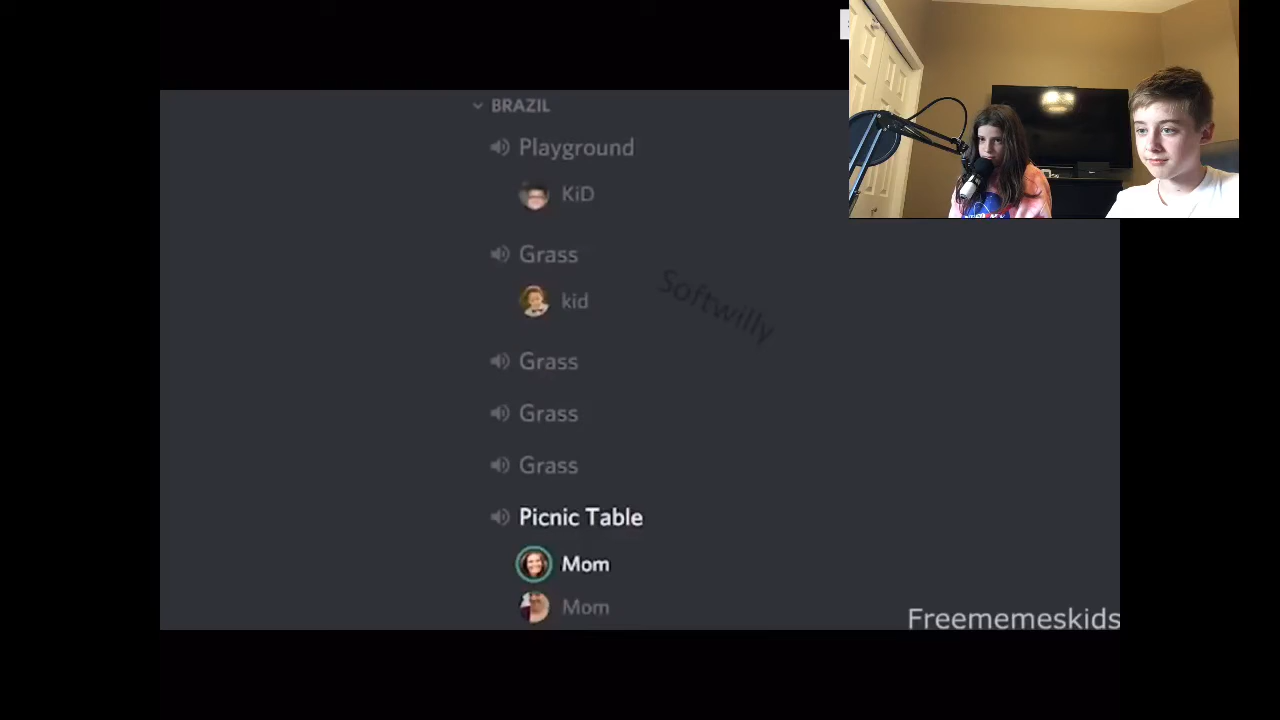 BRAZIL
Playground
KiD
Grass
kid
Softwilly
Grass
Grass
Grass
Picnic Table
Mom
Mom
Freememeskids